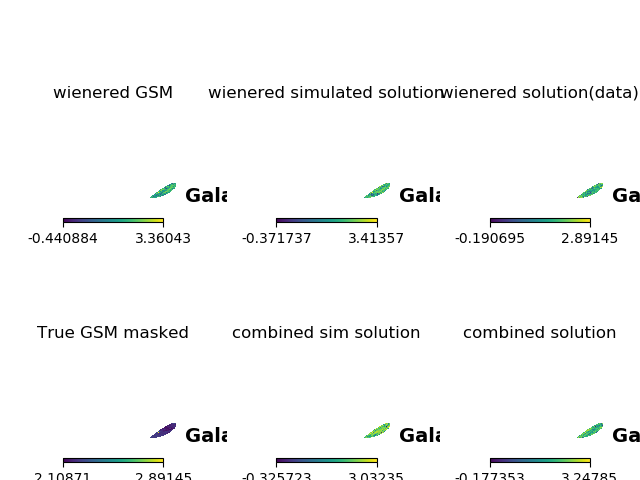 wienered GSM
wienered simulated solution
wienered solution(data)
Gala
Gala
Ga
-0.440884 3.36043
-0.371737 3.41357
-0.190695 2.89145
True GSM masked
combined sim solution
combined solution
Gala
Gala
Ga
2.10871 2.89145
-0.325723 3.03235
-0.177353 3.24785